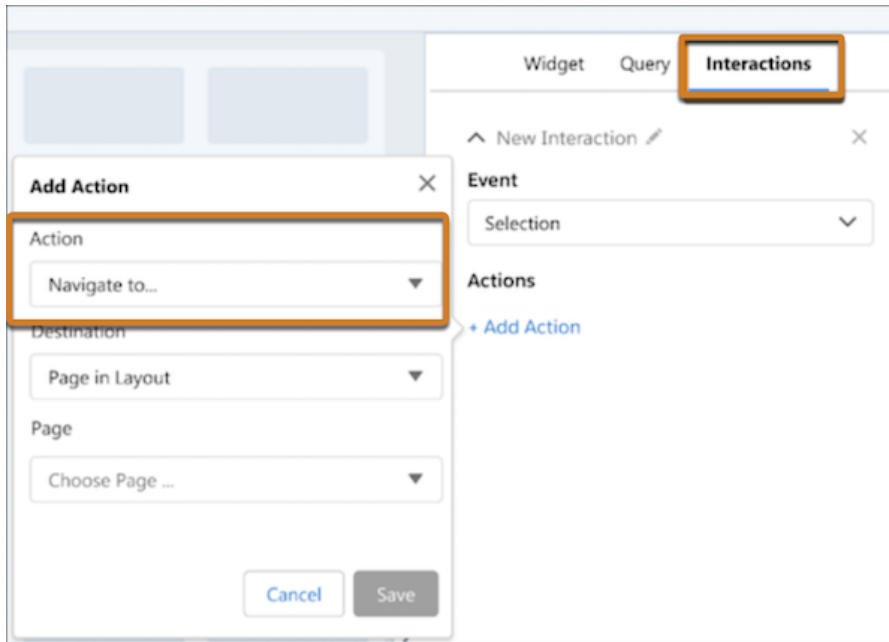 Widget Query Interactions
New Interaction
Event
Selection
Actions
+ Add Action
Add Action
Action
Navigate to...
Destination
Page in Layout
Page
Choose Page ...
Cancel Save